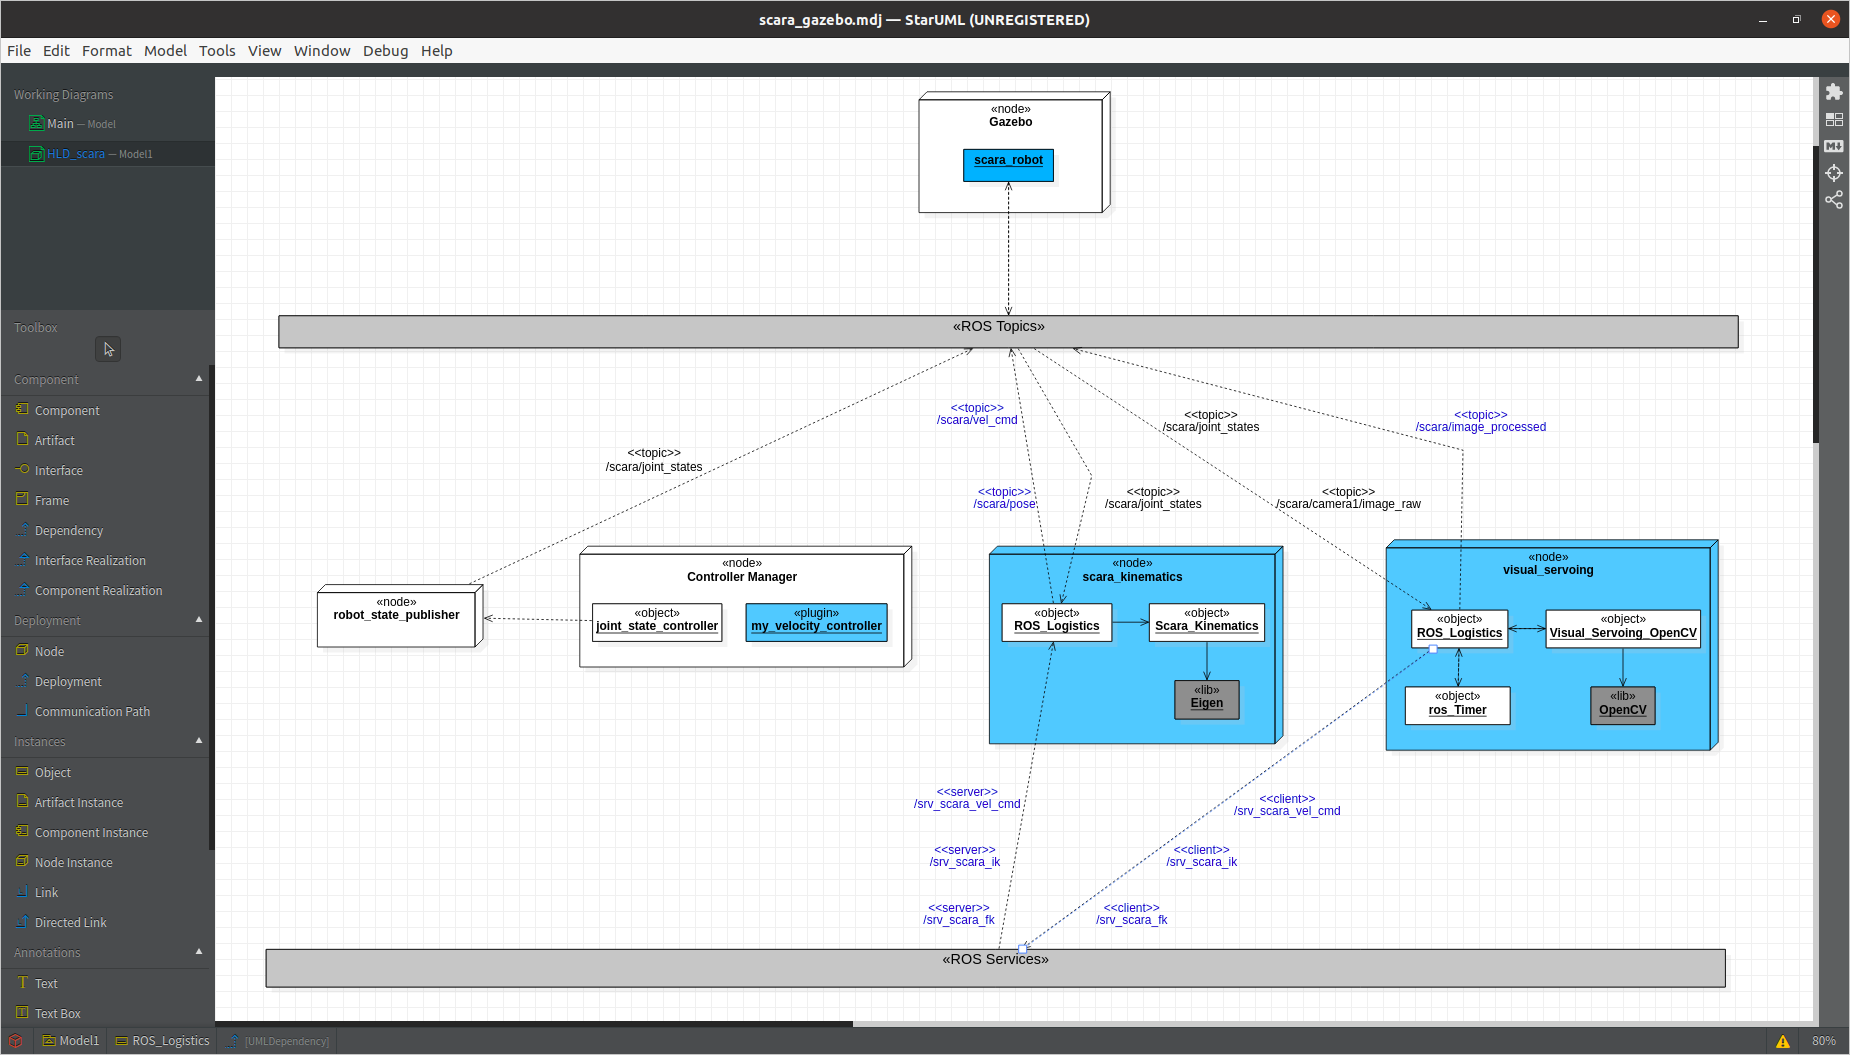 scara_gazebo.mdj — StarUML (UNREGISTERED)
File Edit Format Model Tools View Window Debug Help
Working Diagrams
Main — Model
HLD_scara — Model1
Toolbox
Component
Component
Artifact
Interface
Frame
Dependency
Interface Realization
Component Realization
Deployment
Node
Deployment
Communication Path
Instances
Object
Artifact Instance
Component Instance
Node Instance
Link
Directed Link
Annotations
Text
Text Box
«node»
Gazebo
scara_robot
«ROS Topics»
<<topic>>
/scara/joint_states
<<topic>>
/scara/vel_cmd
<<topic>>
/scara/pose
<<topic>>
/scara/joint_states
<<topic>>
/scara/joint_states
<<topic>>
/scara/camera1/image_raw
<<topic>>
/scara/image_processed
«node»
robot_state_publisher
«node»
Controller Manager
«object»
joint_state_controller
«plugin»
my_velocity_controller
«node»
scara_kinematics
«object»
ROS_Logistics
«object»
Scara_Kinematics
«lib»
Eigen
«node»
visual_servoing
«object»
ROS_Logistics
«object»
Visual_Servoing_OpenCV
«object»
ros_Timer
«lib»
OpenCV
<<server>>
/srv_scara_vel_cmd
<<server>>
/srv_scara_ik
<<server>>
/srv_scara_fk
<<client>>
/srv_scara_vel_cmd
<<client>>
/srv_scara_ik
<<client>>
/srv_scara_fk
«ROS Services»
M
Model1 ROS_Logistics [UMLDependency]
80%